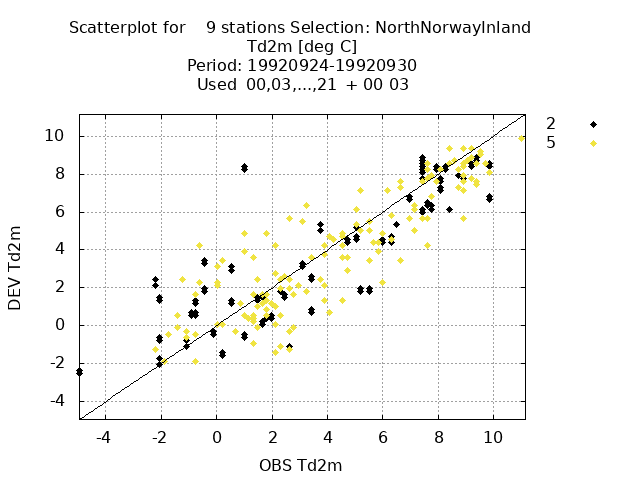 Scatterplot for 9 stations Selection: NorthNorwayInland
Td2m [deg C]
Period: 19920924-19920930
Used 00,03,...,21 + 00 03
2
5
10
8
6
4
2
0
-2
-4
DEV Td2m
-4 -2 0 2 4 6 8 10
OBS Td2m